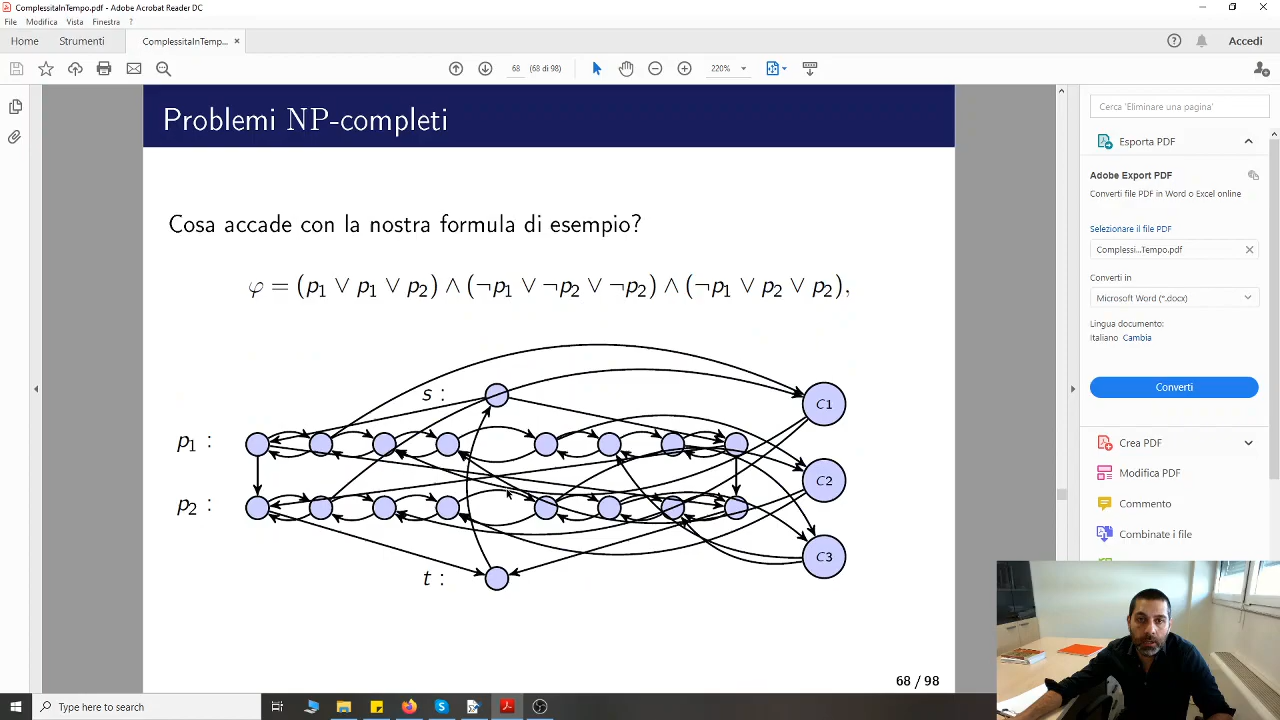 ComplessitaInTempo.pdf - Adobe Acrobat Reader DC
File Modifica Vista Finestra ?
Home Strumenti ComplessitaInTemp... × Accedi
68 (68 di 98) 220%
Problemi NP-completi
Cosa accade con la nostra formula di esempio?
φ = (p₁ ∨ p₁ ∨ p₂) ∧ (¬p₁ ∨ ¬p₂ ∨ ¬p₂) ∧ (¬p₁ ∨ p₂ ∨ p₂),
s :
C1
p₁ :
C2
p₂ :
C3
t :
68 / 98
Cerca 'Eliminare una pagina'
Esporta PDF
Adobe Export PDF
Converti file PDF in Word o Excel online
Selezionare il file PDF
Complessi...Tempo.pdf
Converti in
Microsoft Word (*.docx)
Lingua documento:
Italiano Cambia
Converti
Crea PDF
Modifica PDF
Commento
Combinate i file
Type here to search